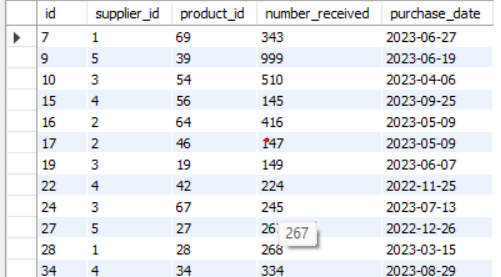 id supplier_id product_id number_received purchase_date
7 1 69 343 2023-06-27
9 5 39 999 2023-06-19
10 3 54 510 2023-04-06
15 4 56 145 2023-09-25
16 2 64 416 2023-05-09
17 2 46 147 2023-05-09
19 3 19 149 2023-06-07
22 4 42 224 2022-11-25
24 3 67 245 2023-07-13
27 5 27 267 2022-12-26
267
28 1 28 268 2023-03-15
34 4 34 334 2023-08-29